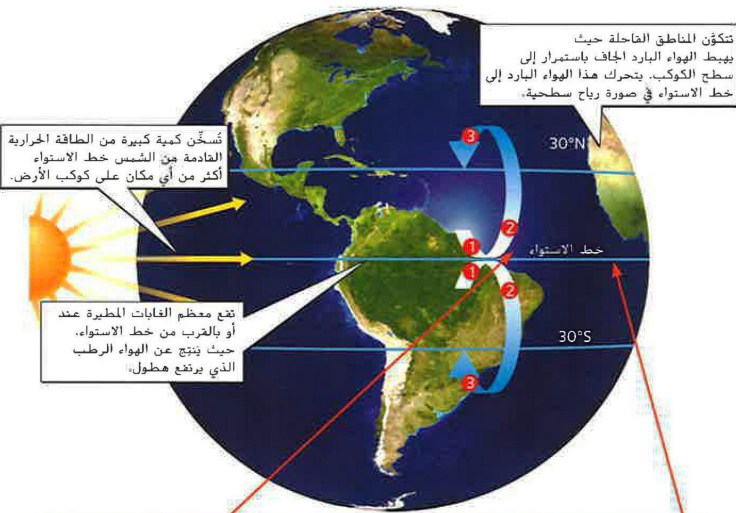 تتكوَّن المناطق القاحلة حيث
يهبط الهواء البارد الجاف باستمرار إلى
سطح الكوكب. يتحرك هذا الهواء البارد إلى
خط الاستواء في صورة رياح سطحية.
3
30°N
تُسخِّن كمية كبيرة من الطاقة الحرارية
القادمة من الشمس خط الاستواء
أكثر من أي مكان على كوكب الأرض.
2
1
خط الاستواء
1
2
تقع معظم الغابات المطيرة عند
أو بالقرب من خط الاستواء.
حيث يَنتِج عن الهواء الرطب
الذي يرتفع هطول.
30°S
3